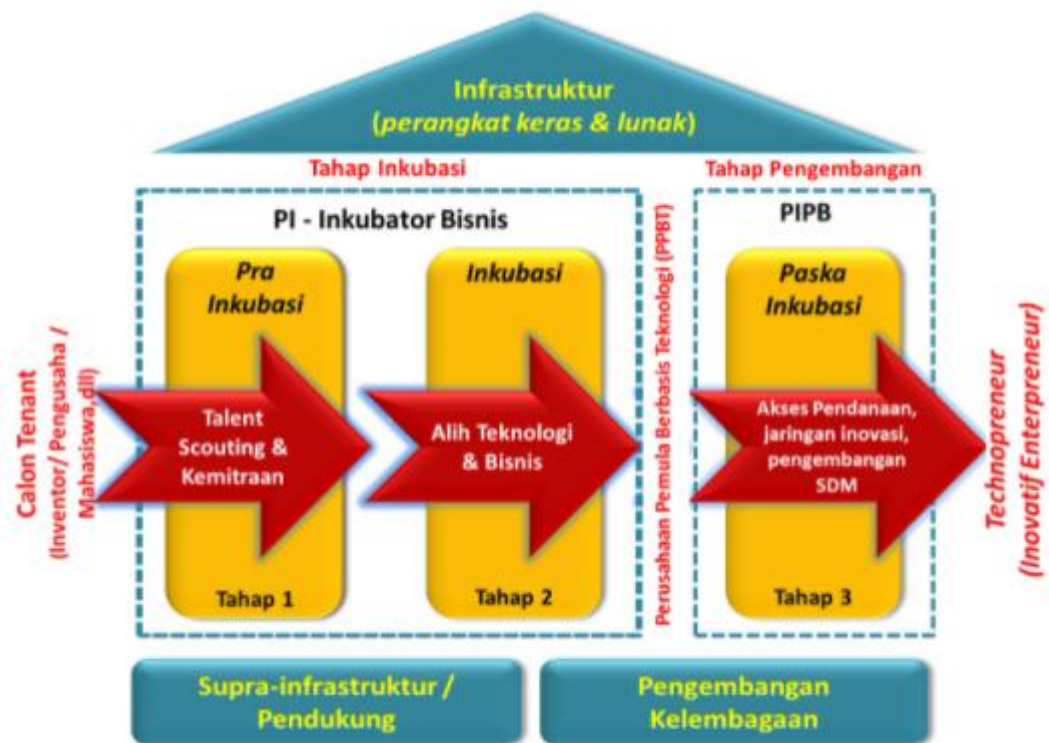 Infrastruktur
(perangkat keras & lunak)
Tahap Inkubasi
Tahap Pengembangan
PI - Inkubator Bisnis
PIPB
Calon Tenant
(Inventor/ Pengusaha /
Mahasiswa,dll)
Pra
Inkubasi
Talent
Scouting &
Kemitraan
Tahap 1
Inkubasi
Alih Teknologi
& Bisnis
Tahap 2
Perusahaan Pemula Berbasis Teknologi (PPBT)
Paska
Inkubasi
Akses Pendanaan,
jaringan inovasi,
pengembangan
SDM
Tahap 3
Technopreneur
(Inovatif Enterpreneur)
Supra-infrastruktur /
Pendukung
Pengembangan
Kelembagaan